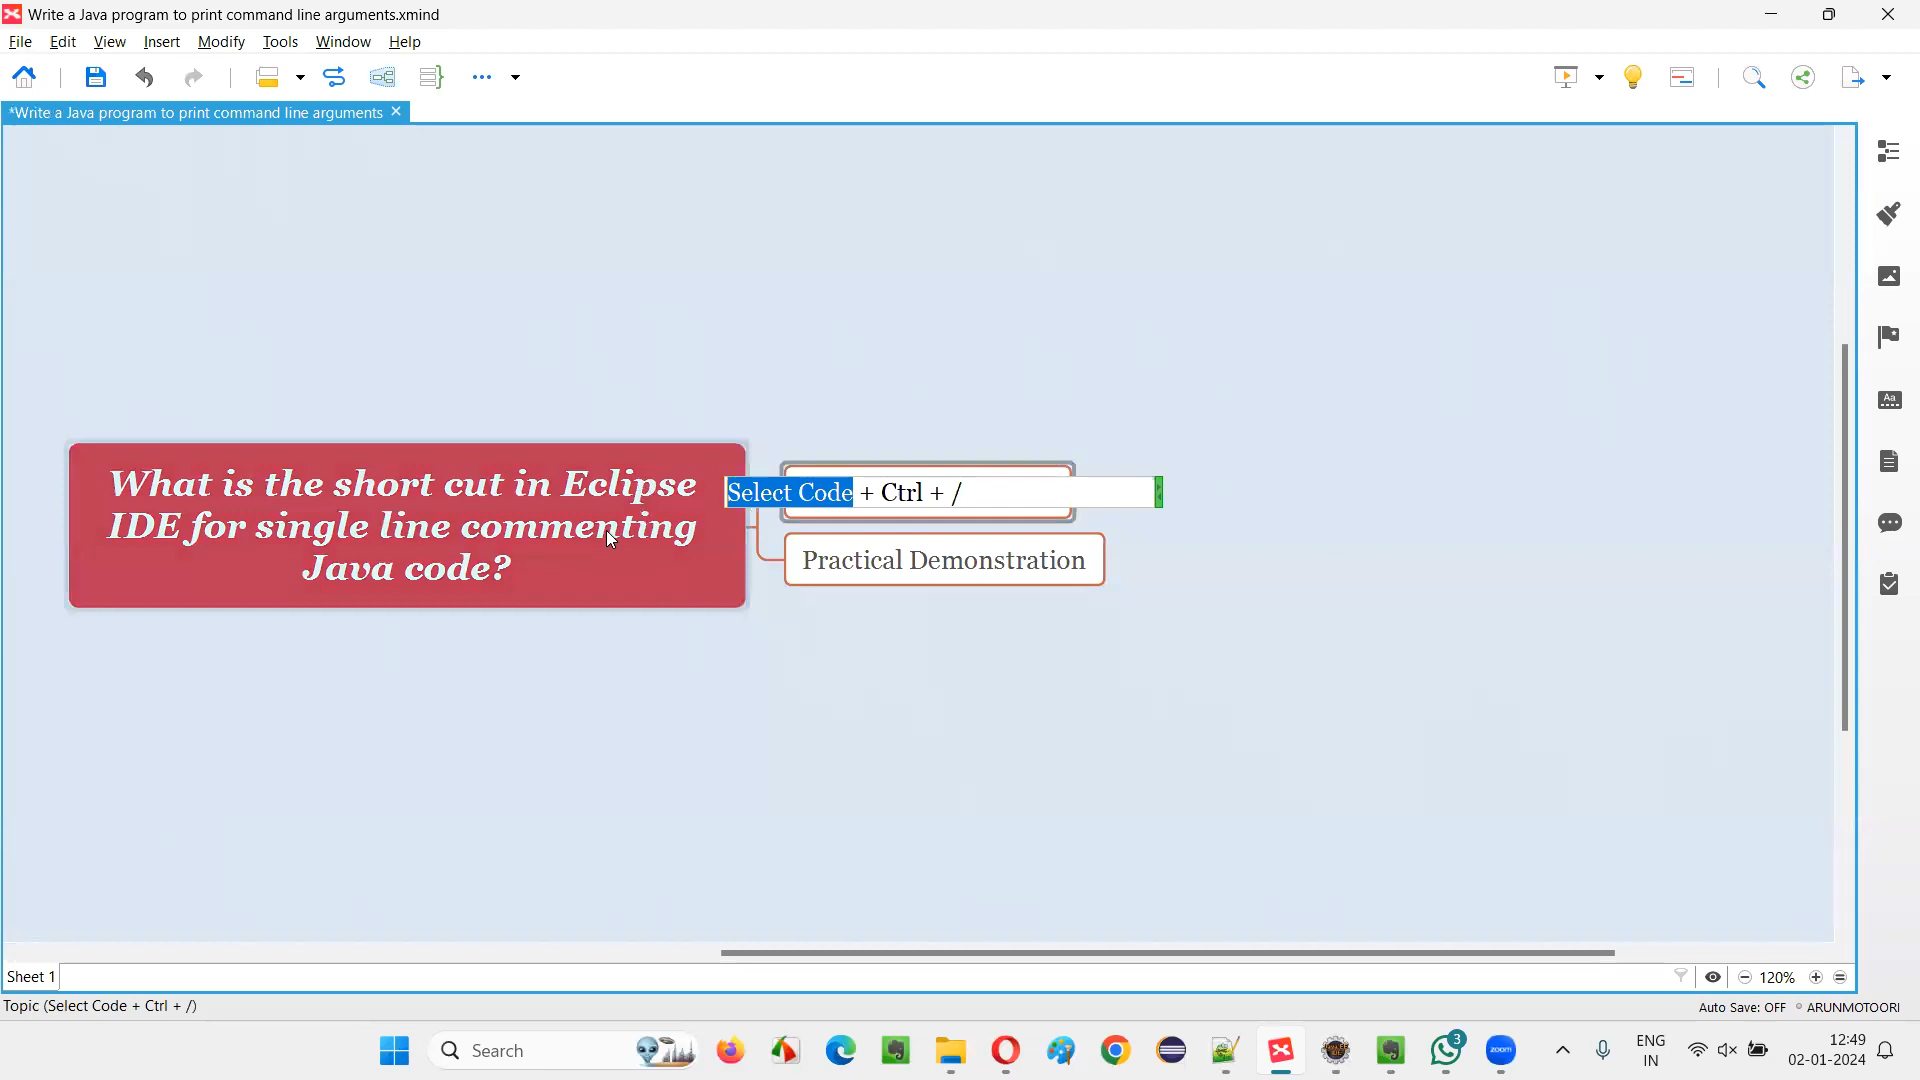 Write a Java program to print command line arguments.xmind
File Edit View Insert Modify Tools Window Help
*Write a Java program to print command line arguments
What is the short cut in Eclipse
IDE for single line commenting
Java code?
Select Code + Ctrl + /
Practical Demonstration
Aa
Sheet 1
120%
Topic (Select Code + Ctrl + /)
Auto Save: OFF
ARUNMOTOORI
Search
3
zoom
ENG
IN
12:49
02-01-2024